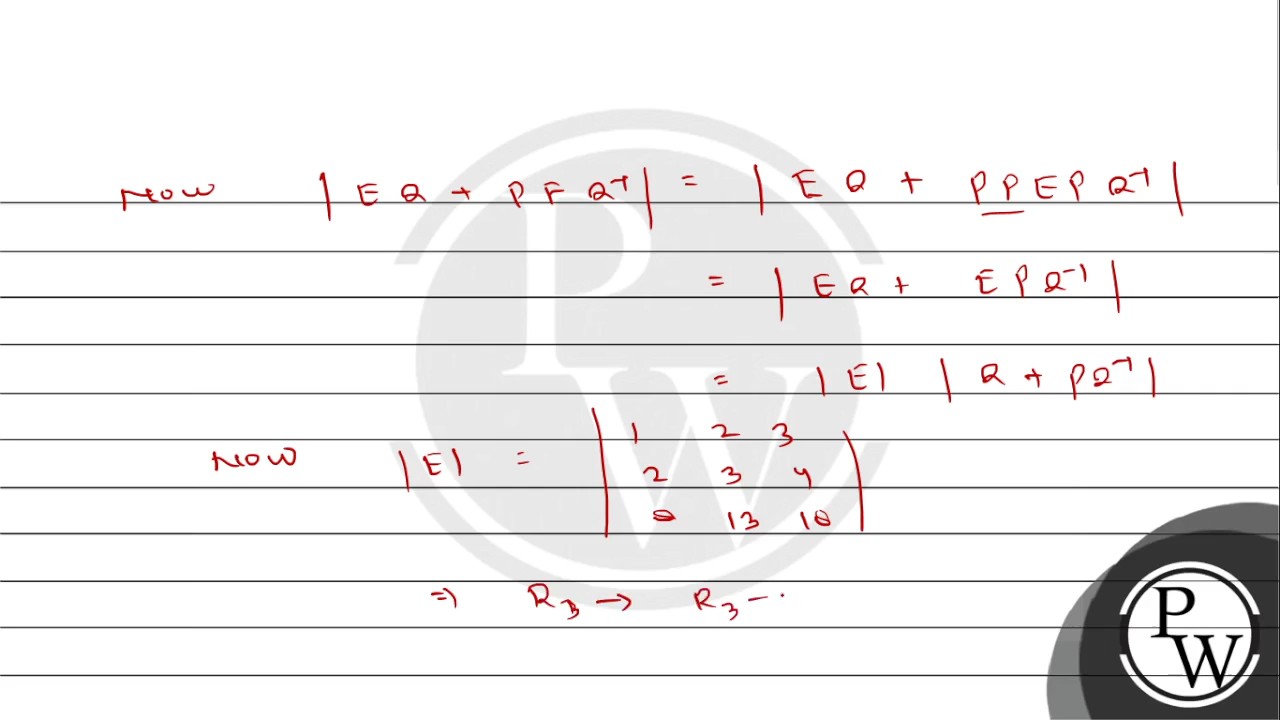 Now |EQ + PFQ⁻¹| = |EQ + PPEPQ⁻¹|
= |EQ + EPQ⁻¹|
= |E| |Q + PQ⁻¹|
Now |E| = | 1 2 3
2 3 4
8 13 18 |
⇒ R₃ → R₃ -
P
W
P
W